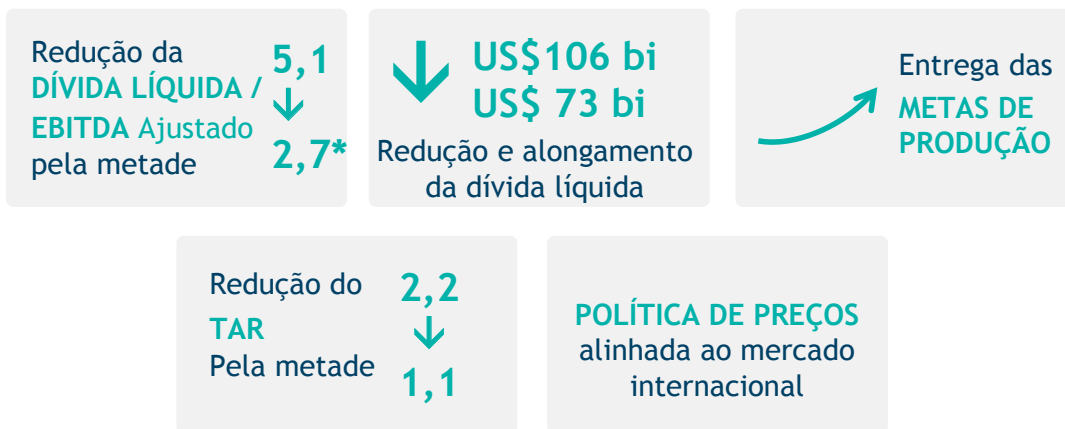 Redução da
DÍVIDA LÍQUIDA /
EBITDA Ajustado
pela metade
5,1
2,7*
US$106 bi
US$ 73 bi
Redução e alongamento
da dívida líquida
Entrega das
METAS DE
PRODUÇÃO
Redução do
TAR
Pela metade
2,2
1,1
POLÍTICA DE PREÇOS
alinhada ao mercado
internacional